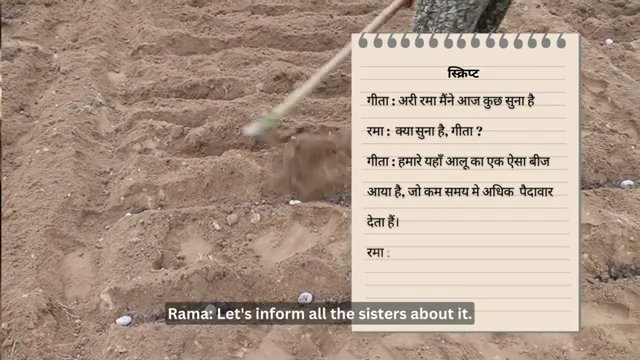 स्क्रिप्ट
गीता : अरी रमा मैंने आज कुछ सुना है
रमा : क्या सुना है, गीता ?
गीता : हमारे यहाँ आलू का एक ऐसा बीज
आया है, जो कम समय मे अधिक पैदावार
देता हैं।
रमा :
Rama: Let's inform all the sisters about it.